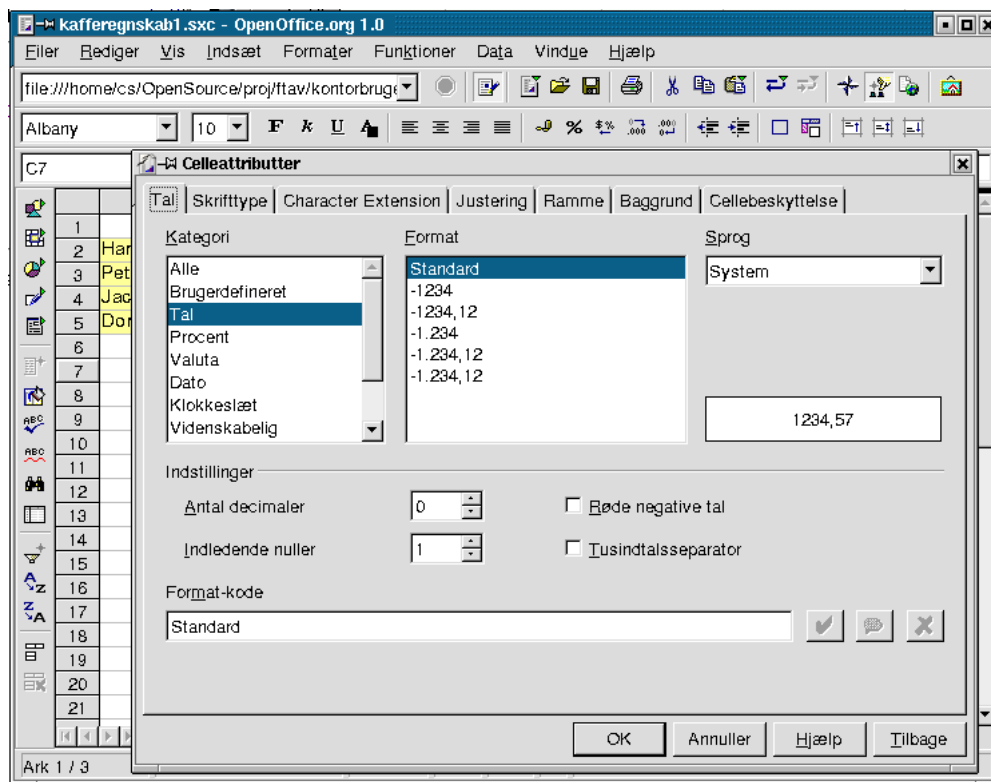 kafferegnskab1.sxc - OpenOffice.org 1.0
Filer Rediger Vis Indsæt Formater Funktioner Data Vindue Hjælp
file:///home/cs/OpenSource/proj/ftav/kontorbruge
Albany 10 F k U A
C7
Celleattributter
Tal Skrifttype Character Extension Justering Ramme Baggrund Cellebeskyttelse
Kategori Format Sprog
Alle
Brugerdefineret
Tal
Procent
Valuta
Dato
Klokkeslæt
Videnskabelig
Standard
-1234
-1234,12
-1.234
-1.234,12
-1.234,12
System
1234,57
Indstillinger
Antal decimaler 0 Røde negative tal
Indledende nuller 1 Tusindtalsseparator
Format-kode
Standard
OK Annuller Hjælp Tilbage
1
2 Har
3 Pet
4 Jac
5 Dor
6
7
8
9
10
11
12
13
14
15
16
17
18
19
20
21
Ark 1 / 3